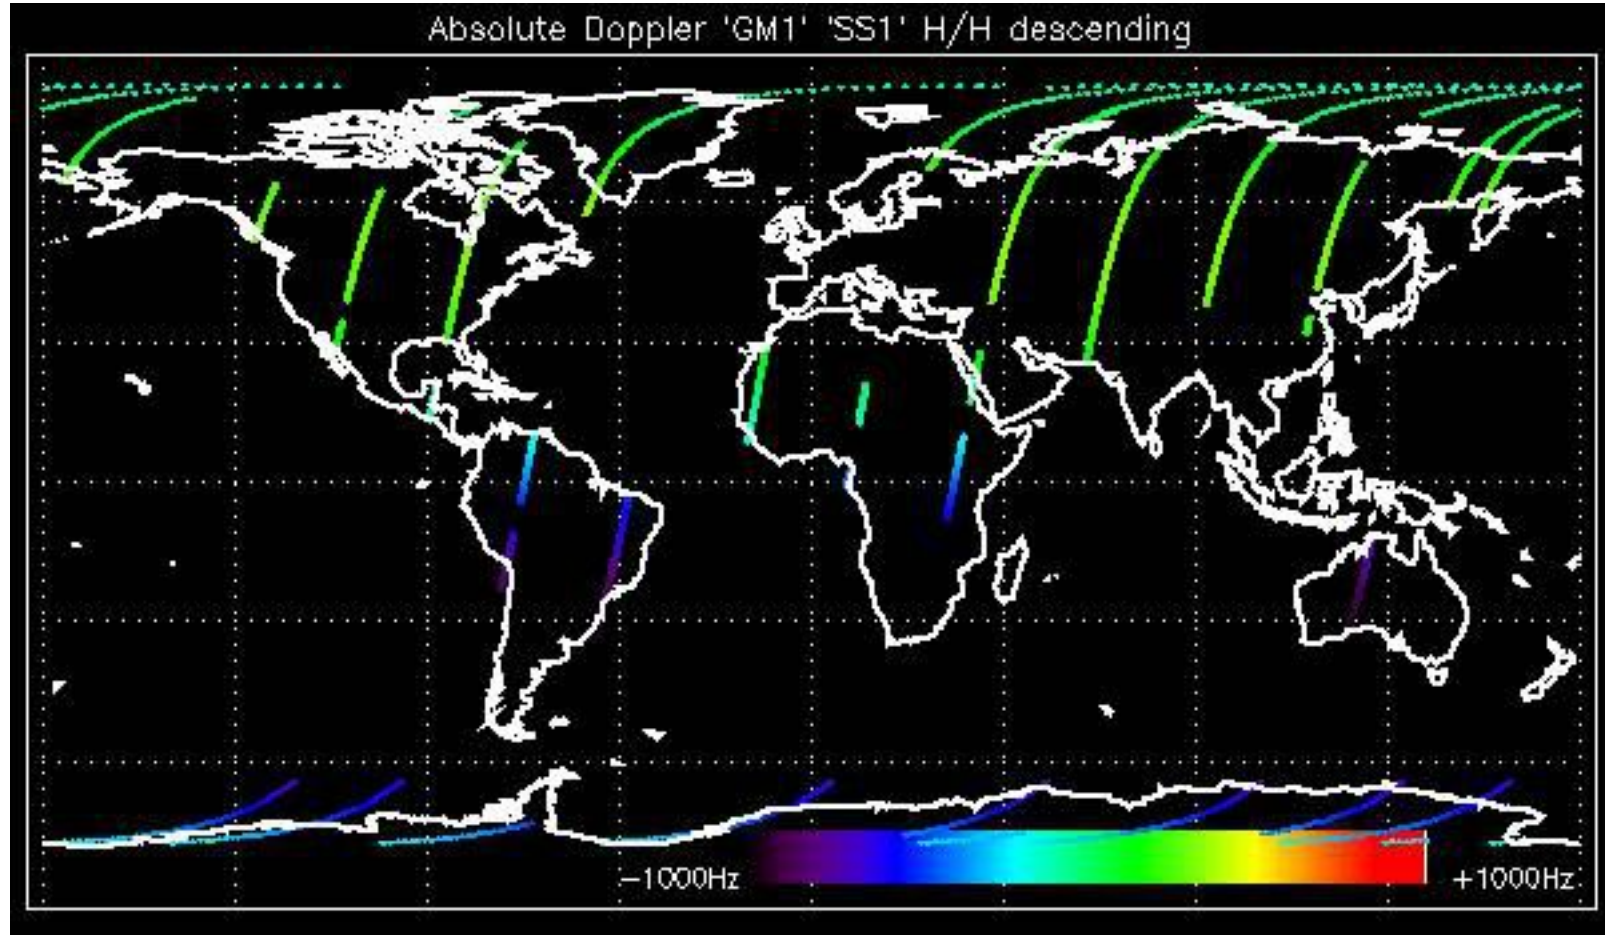 Absolute Doppler 'GM1' 'SS1' H/H descending
−1000Hz
+1000Hz